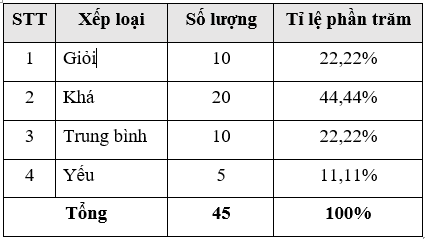 STT Xếp loại Số lượng Tỉ lệ phần trăm
1 Giỏi 10 22,22%
2 Khá 20 44,44%
3 Trung bình 10 22,22%
4 Yếu 5 11,11%
Tổng 45 100%